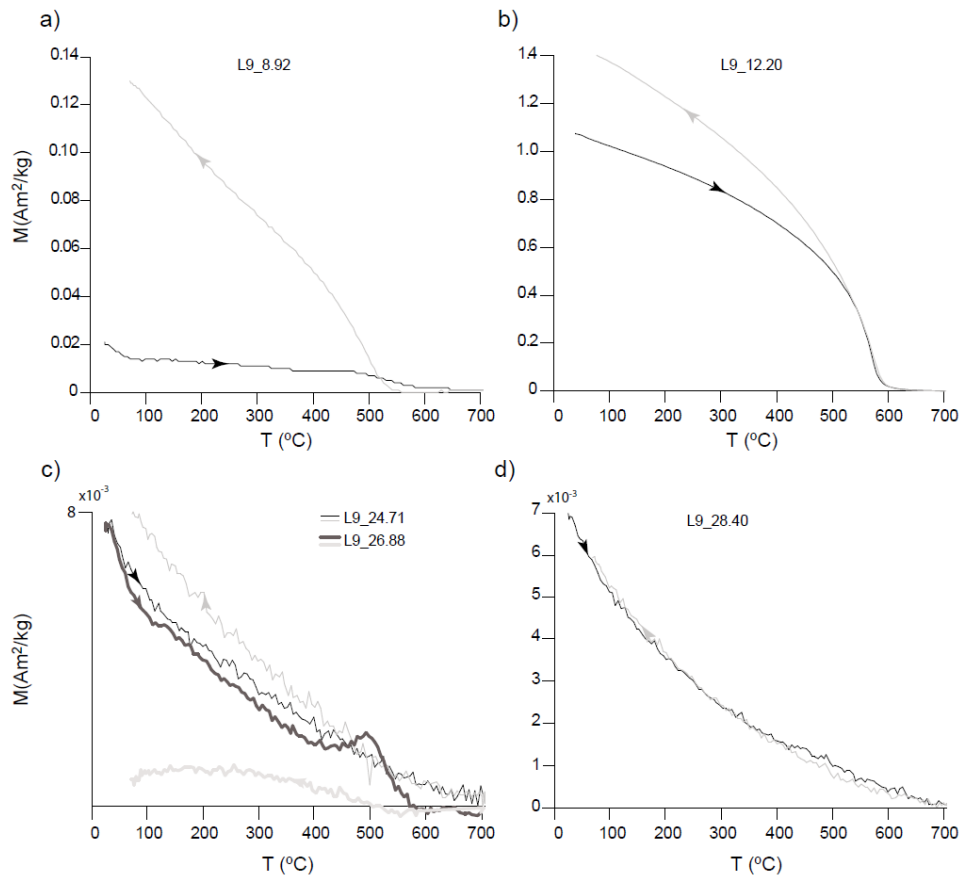 a)
L9_8.92
0.14
0.12
0.10
0.08
0.06
0.04
0.02
0
M(Am²/kg)
0 100 200 300 400 500 600 700
T (ºC)
b)
L9_12.20
1.4
1.2
1.0
0.8
0.6
0.4
0.2
0
0 100 200 300 400 500 600 700
T (ºC)
c)
x10⁻³
8
L9_24.71
L9_26.88
M(Am²/kg)
0 100 200 300 400 500 600 700
T (ºC)
d)
x10⁻³
L9_28.40
7
6
5
4
3
2
1
0
0 100 200 300 400 500 600 700
T (ºC)